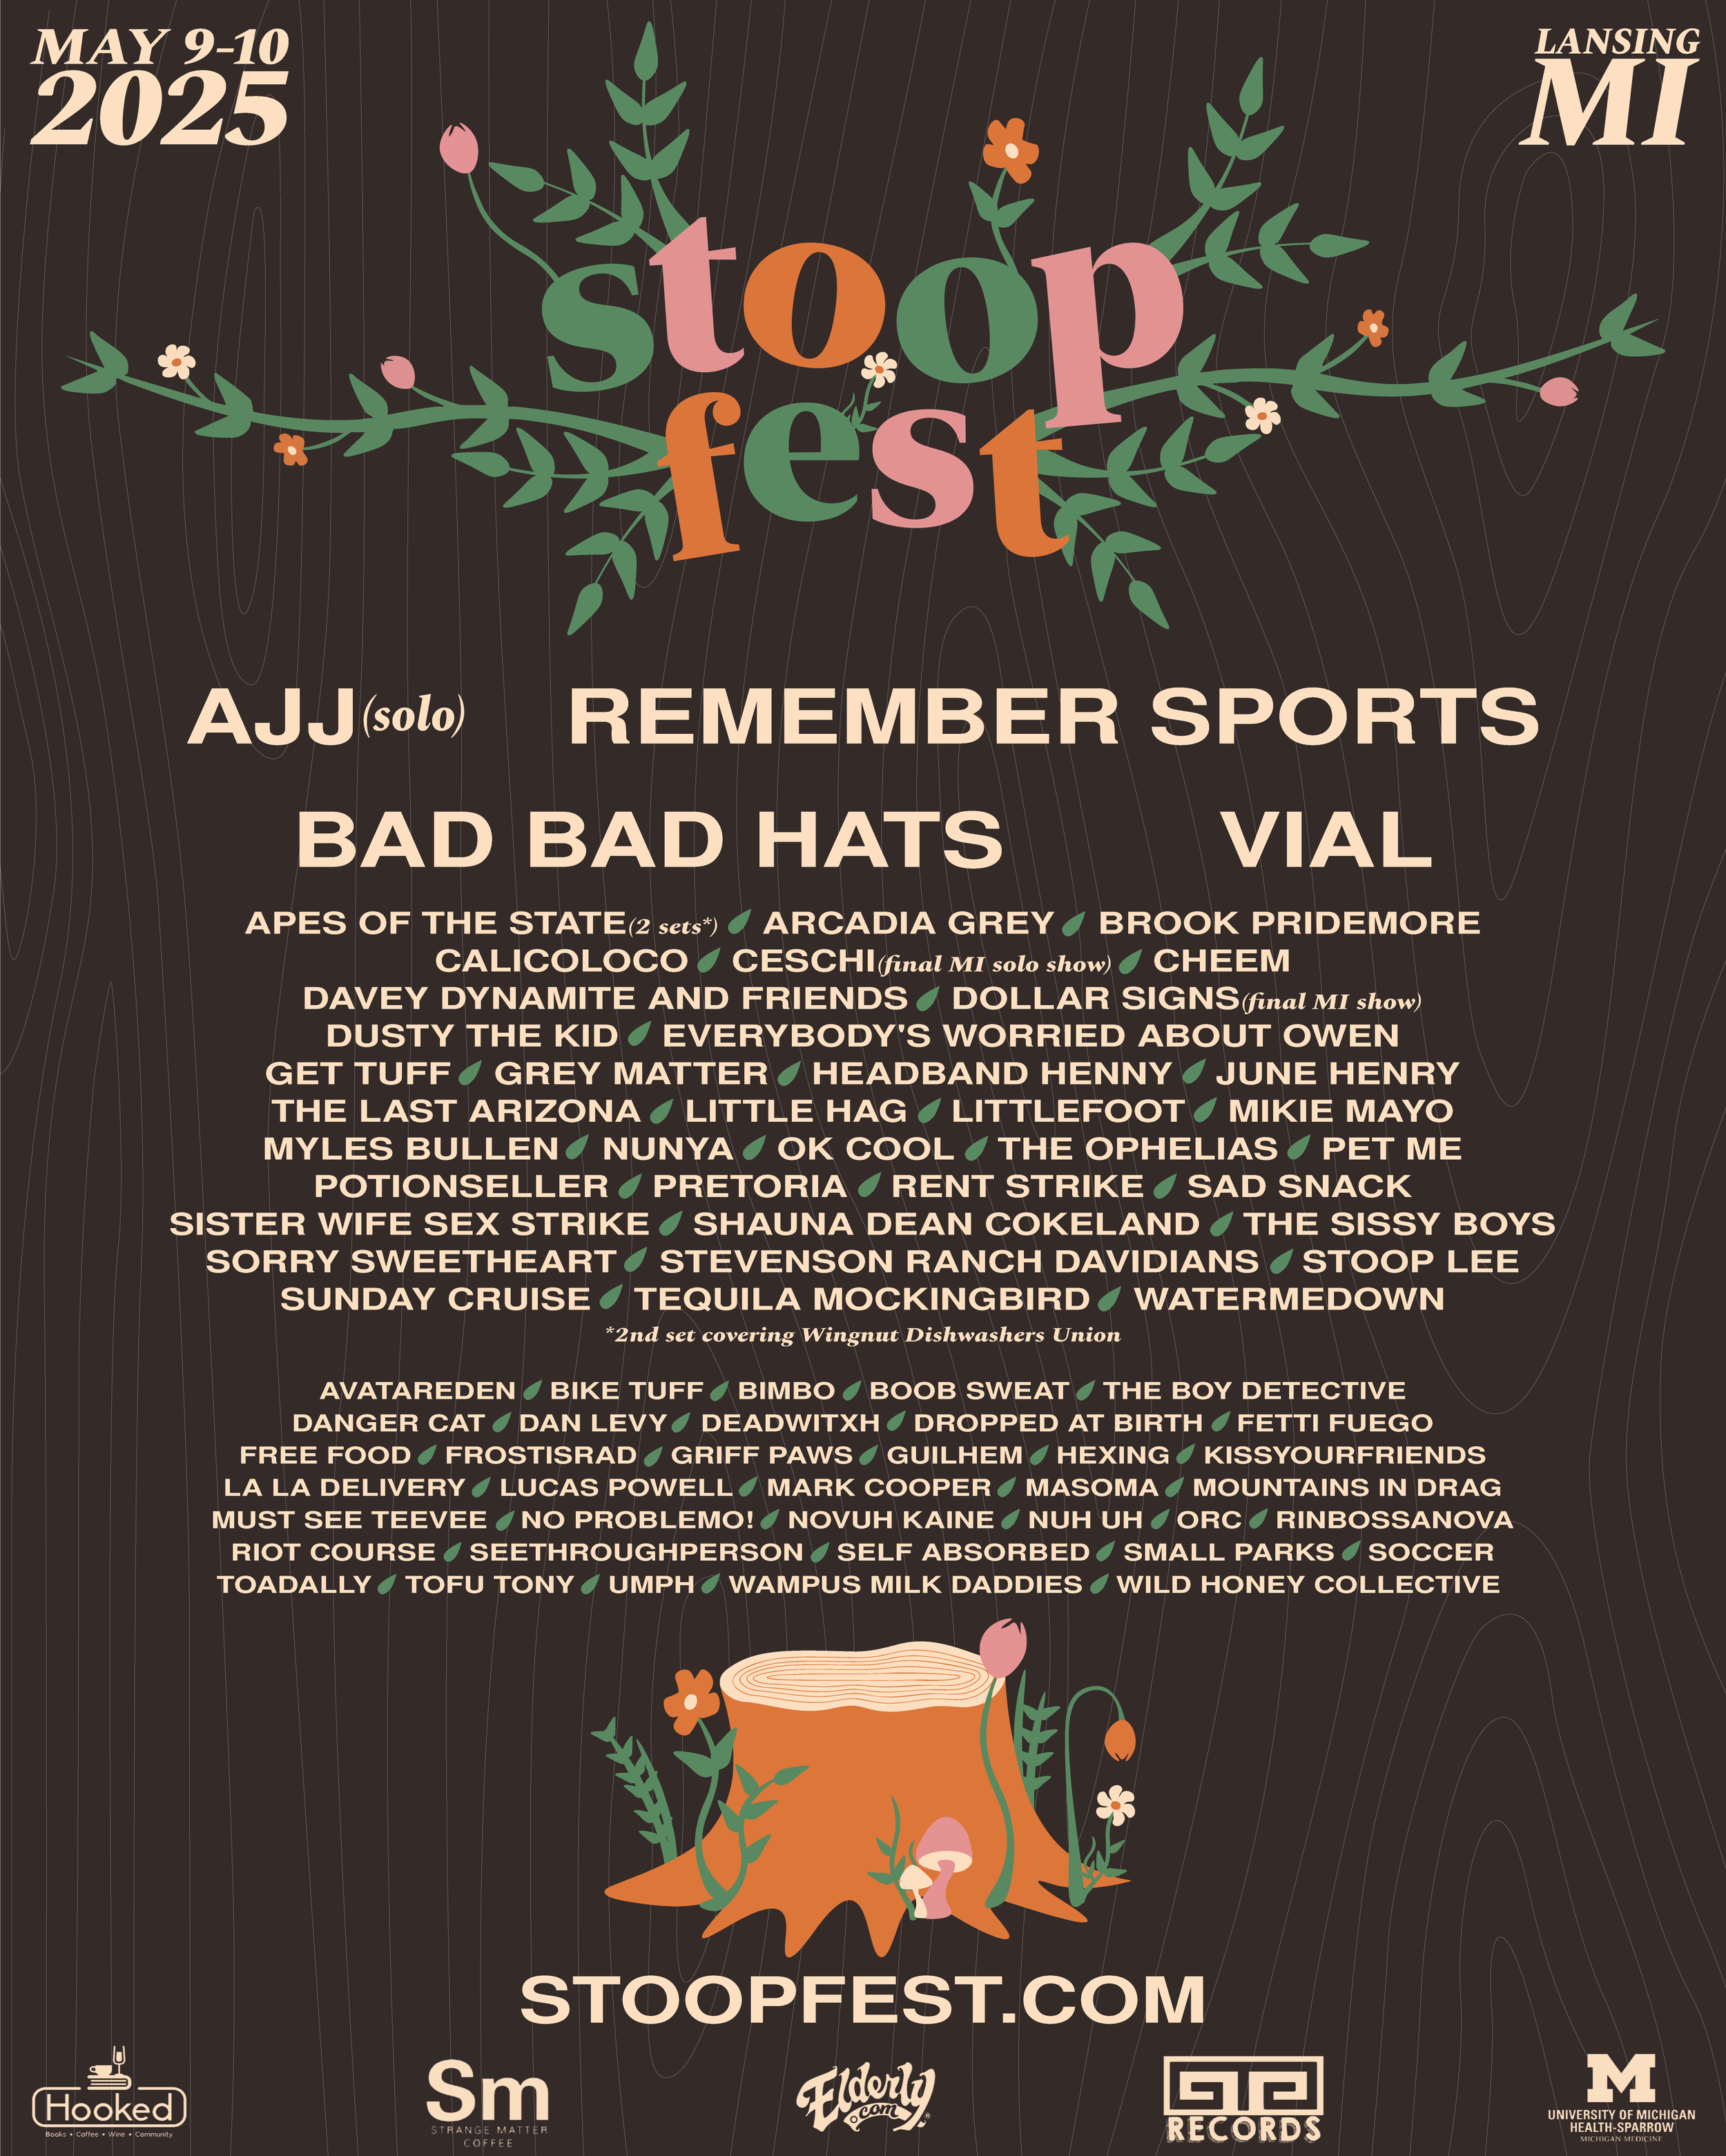 MAY 9-10
2025
LANSING
MI
stoop
fest
AJJ (solo) REMEMBER SPORTS
BAD BAD HATS VIAL
APES OF THE STATE (2 sets*) ARCADIA GREY BROOK PRIDEMORE
CALICOLOCO CESCHI (final MI solo show) CHEEM
DAVEY DYNAMITE AND FRIENDS DOLLAR SIGNS (final MI show)
DUSTY THE KID EVERYBODY'S WORRIED ABOUT OWEN
GET TUFF GREY MATTER HEADBAND HENNY JUNE HENRY
THE LAST ARIZONA LITTLE HAG LITTLEFOOT MIKIE MAYO
MYLES BULLEN NUNYA OK COOL THE OPHELIAS PET ME
POTIONSELLER PRETORIA RENT STRIKE SAD SNACK
SISTER WIFE SEX STRIKE SHAUNA DEAN COKELAND THE SISSY BOYS
SORRY SWEETHEART STEVENSON RANCH DAVIDIANS STOOP LEE
SUNDAY CRUISE TEQUILA MOCKINGBIRD WATERMEDOWN
*2nd set covering Wingnut Dishwashers Union
AVATAREDEN BIKE TUFF BIMBO BOOB SWEAT THE BOY DETECTIVE
DANGER CAT DAN LEVY DEADWITXH DROPPED AT BIRTH FETTI FUEGO
FREE FOOD FROSTISRAD GRIFF PAWS GUILHEM HEXING KISSYOURFRIENDS
LA LA DELIVERY LUCAS POWELL MARK COOPER MASOMA MOUNTAINS IN DRAG
MUST SEE TEEVEE NO PROBLEMO! NOVUH KAINE NUH UH ORC RINBOSSANOVA
RIOT COURSE SEETHROUGHPERSON SELF ABSORBED SMALL PARKS SOCCER
TOADALLY TOFU TONY UMPH WAMPUS MILK DADDIES WILD HONEY COLLECTIVE
STOOPFEST.COM
Hooked
Books • Coffee • Wine • Community
Sm
STRANGE MATTER
COFFEE
Elderly
.com
RECORDS
M
UNIVERSITY OF MICHIGAN
HEALTH-SPARROW
MICHIGAN MEDICINE